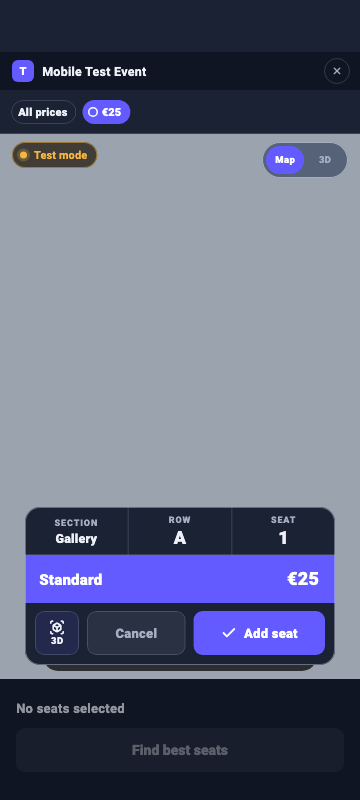 T Mobile Test Event
All prices €25
Test mode
Map 3D
SECTION ROW SEAT
Gallery A 1
Standard €25
3D Cancel Add seat
No seats selected
Find best seats